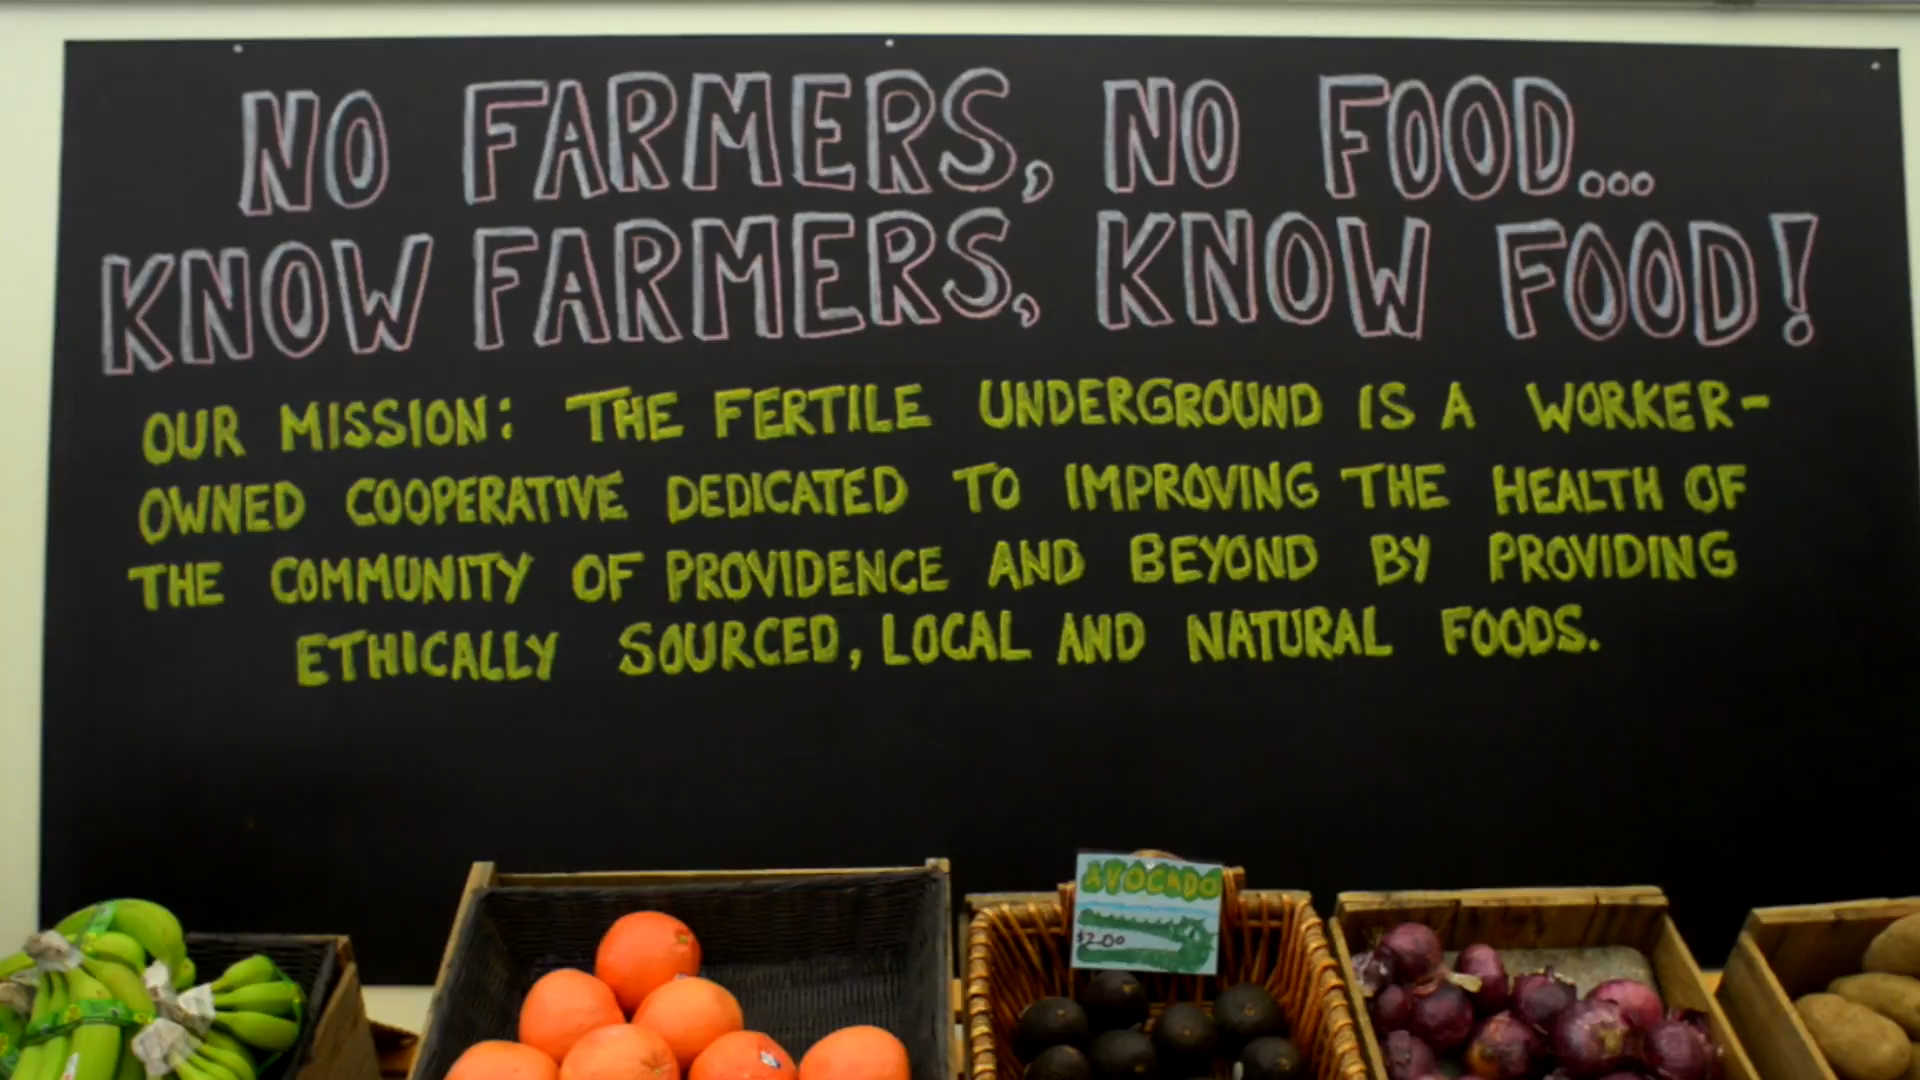 NO FARMERS, NO FOOD...
KNOW FARMERS, KNOW FOOD!
OUR MISSION: THE FERTILE UNDERGROUND IS A WORKER-
OWNED COOPERATIVE DEDICATED TO IMPROVING THE HEALTH OF
THE COMMUNITY OF PROVIDENCE AND BEYOND BY PROVIDING
ETHICALLY SOURCED, LOCAL AND NATURAL FOODS.
AVOCADO
$2.00